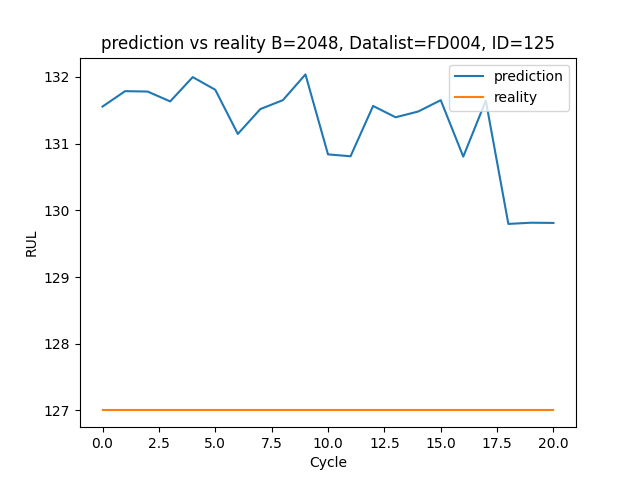 prediction vs reality B=2048, Datalist=FD004, ID=125
prediction
reality
132
131
130
129
128
127
RUL
0.0 2.5 5.0 7.5 10.0 12.5 15.0 17.5 20.0
Cycle